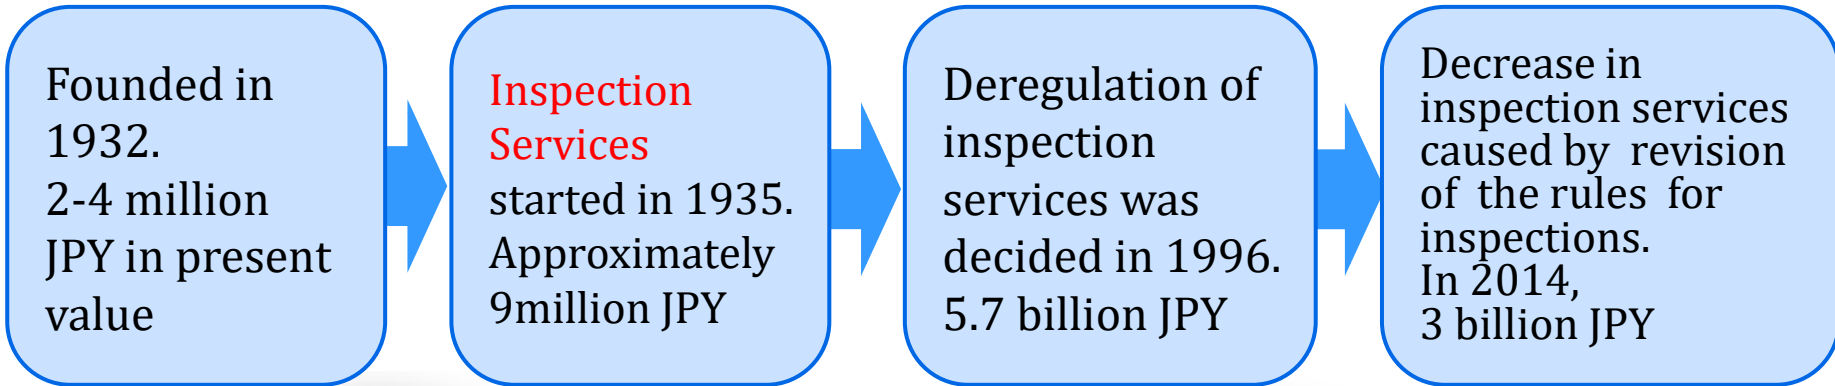 Founded in
1932.
2-4 million
JPY in present
value
Inspection
Services
started in 1935.
Approximately
9million JPY
Deregulation of
inspection
services was
decided in 1996.
5.7 billion JPY
Decrease in
inspection services
caused by revision
of the rules for
inspections.
In 2014,
3 billion JPY